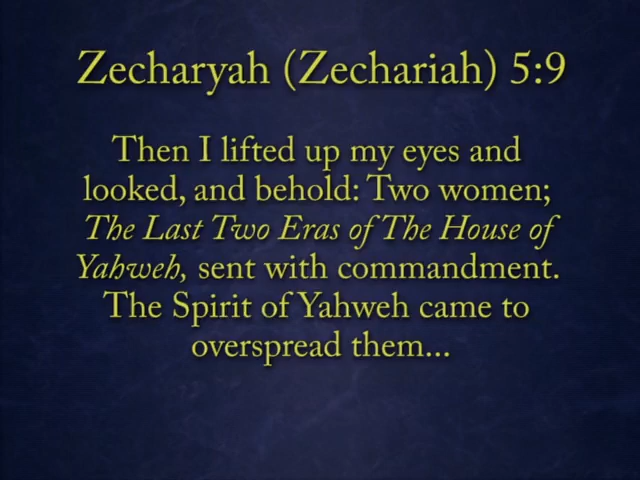 Zecharyah (Zechariah) 5:9
Then I lifted up my eyes and
looked, and behold: Two women;
The Last Two Eras of The House of
Yahweh, sent with commandment.
The Spirit of Yahweh came to
overspread them...